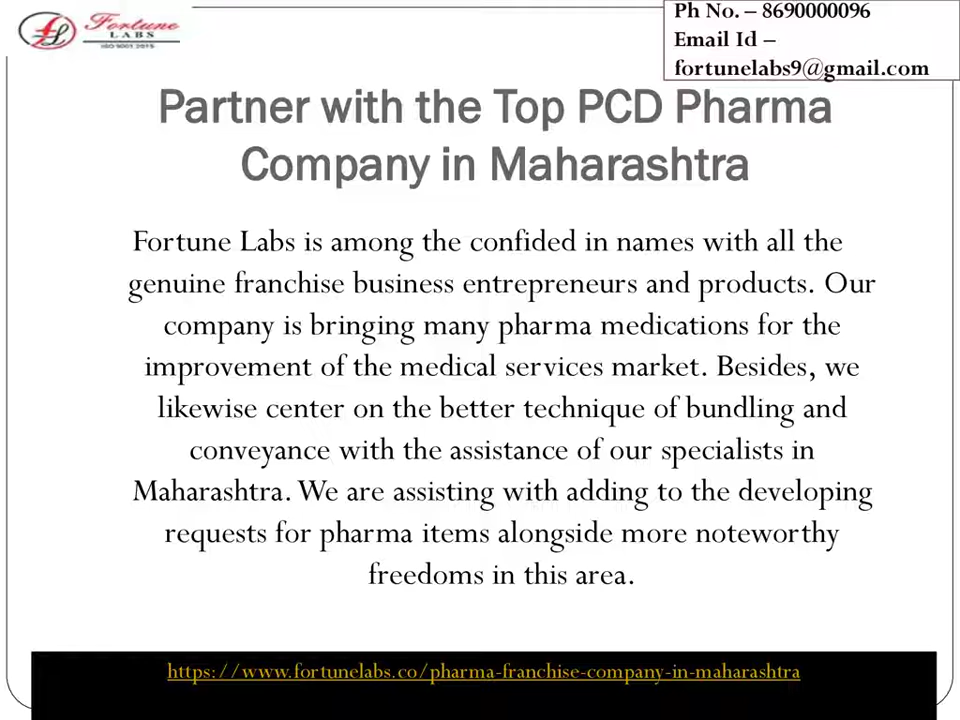 Fortune
LABS
ISO 9001:2015
Ph No. – 8690000096
Email Id –
fortunelabs9@gmail.com
Partner with the Top PCD Pharma
Company in Maharashtra
Fortune Labs is among the confided in names with all the
genuine franchise business entrepreneurs and products. Our
company is bringing many pharma medications for the
improvement of the medical services market. Besides, we
likewise center on the better technique of bundling and
conveyance with the assistance of our specialists in
Maharashtra. We are assisting with adding to the developing
requests for pharma items alongside more noteworthy
freedoms in this area.
https://www.fortunelabs.co/pharma-franchise-company-in-maharashtra